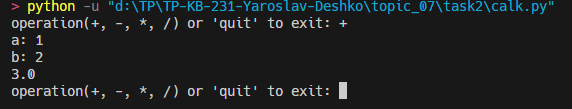 > python -u "d:\TP\TP-KB-231-Yaroslav-Deshko\topic_07\task2\calk.py"
operation(+, -, *, /) or 'quit' to exit: +
a: 1
b: 2
3.0
operation(+, -, *, /) or 'quit' to exit: